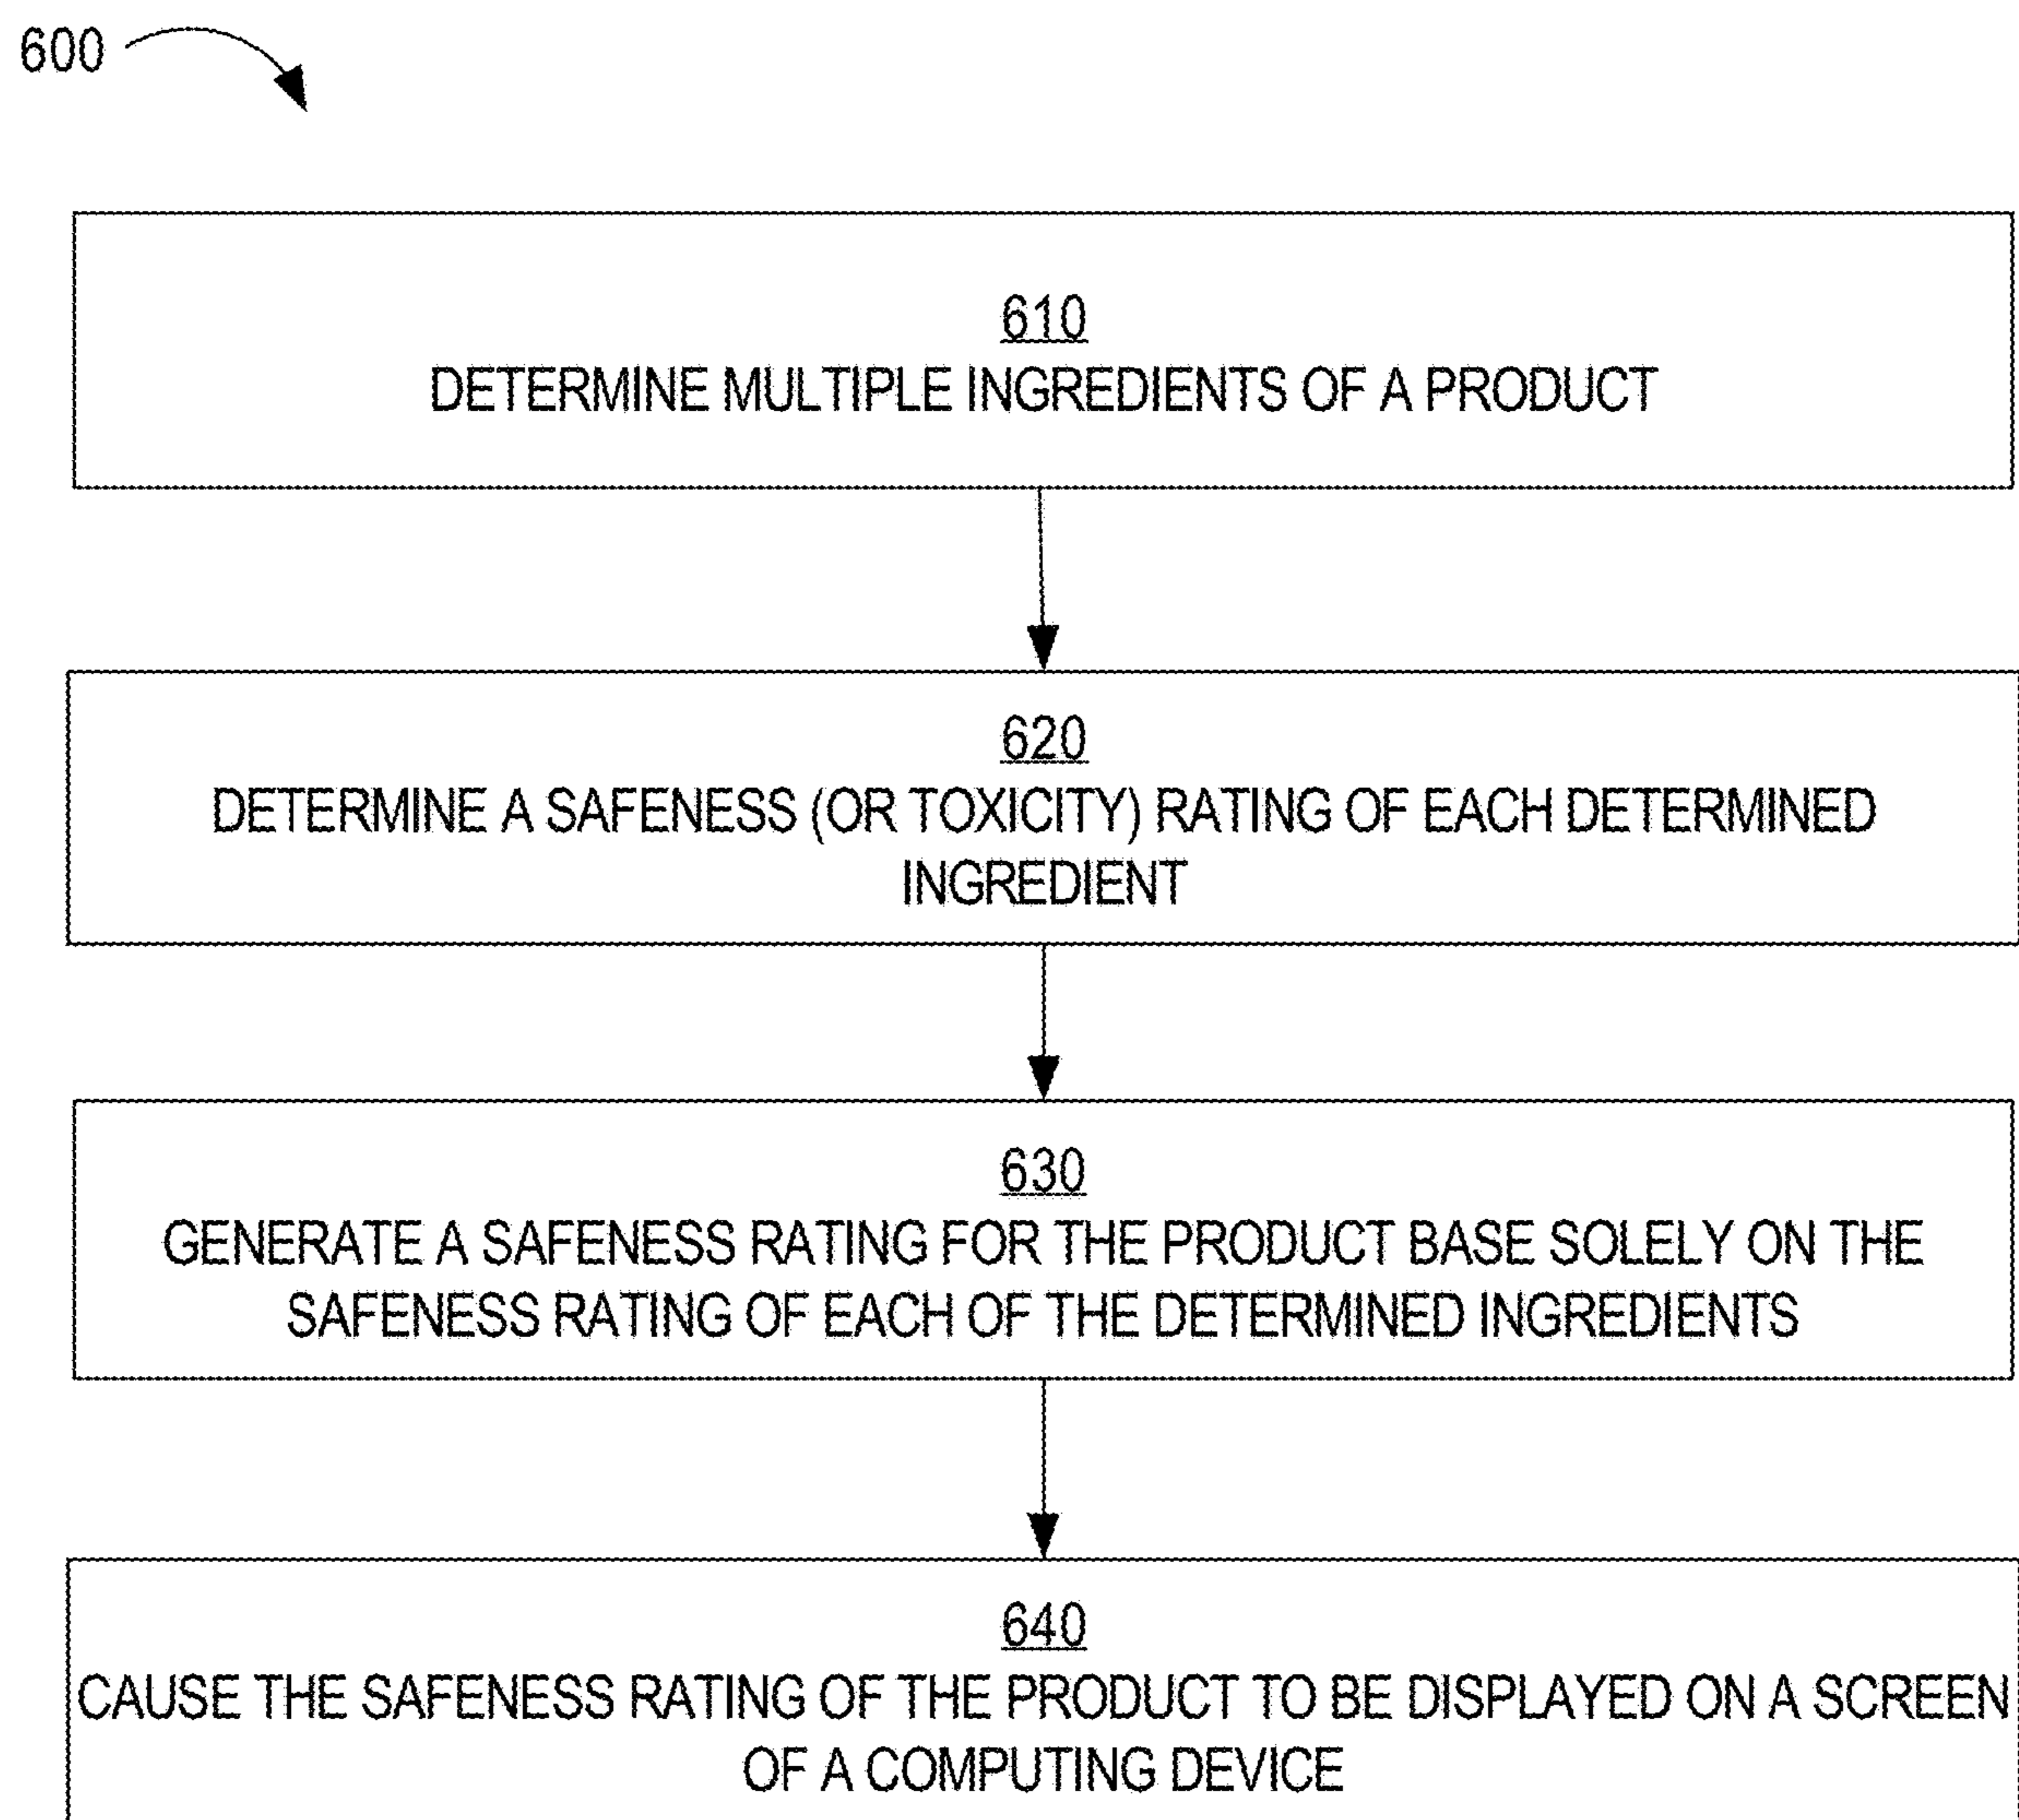 600
610
DETERMINE MULTIPLE INGREDIENTS OF A PRODUCT
620
DETERMINE A SAFENESS (OR TOXICITY) RATING OF EACH DETERMINED
INGREDIENT
630
GENERATE A SAFENESS RATING FOR THE PRODUCT BASE SOLELY ON THE
SAFENESS RATING OF EACH OF THE DETERMINED INGREDIENTS
640
CAUSE THE SAFENESS RATING OF THE PRODUCT TO BE DISPLAYED ON A SCREEN
OF A COMPUTING DEVICE